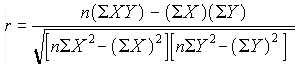 r = n(ΣXY) − (ΣX)(ΣY) / √[nΣX² − (ΣX)²][nΣY² − (ΣY)²]